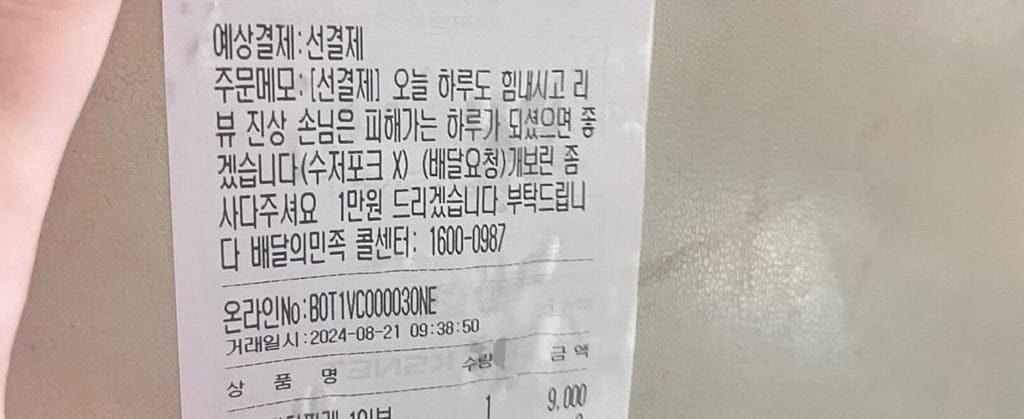 예상결제:선결제
주문메모:[선결제] 오늘 하루도 힘내시고 리
뷰 진상 손님은 피해가는 하루가 되셨으면 좋
겠습니다(수저포크 X) (배달요청)개보린 좀
사다주셔요 1만원 드리겠습니다 부탁드립니
다 배달의민족 콜센터: 1600-0987
온라인No:B0T1VC000030NE
거래일시:2024-08-21 09:38:50
상 품 명 수량 금 액
1인분 1 9,000